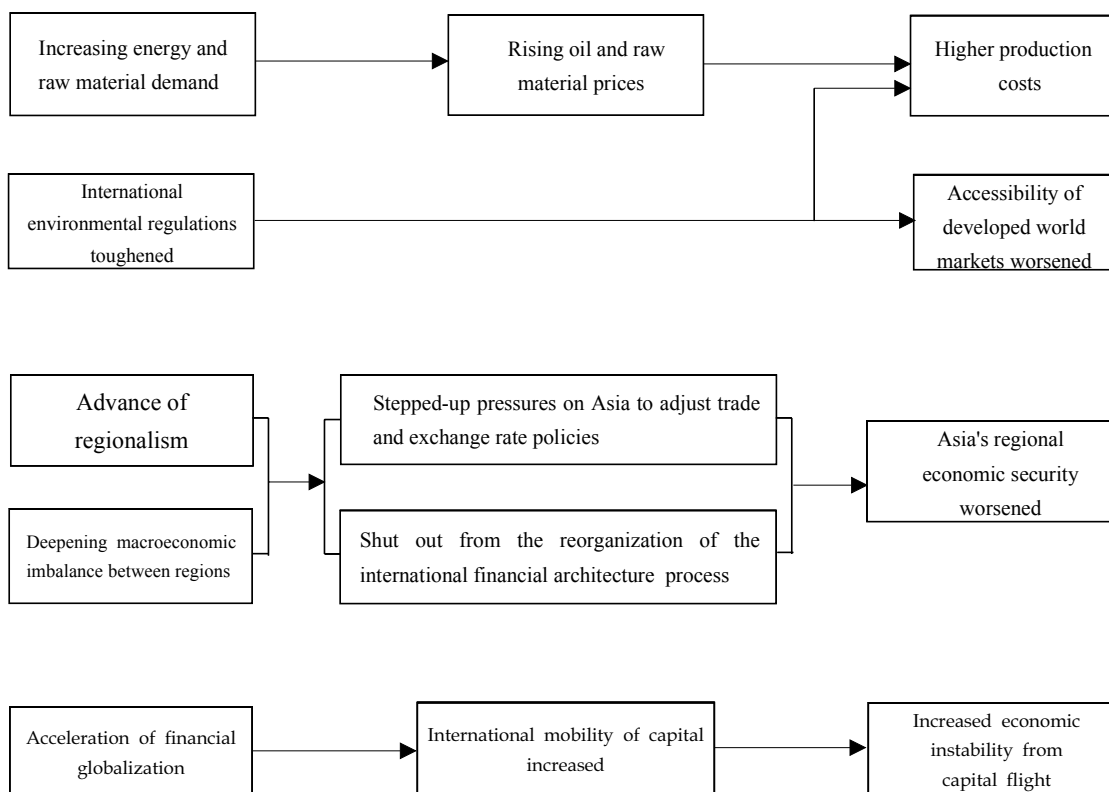 Increasing energy and
raw material demand
Rising oil and raw
material prices
Higher production
costs
International
environmental regulations
toughened
Accessibility of
developed world
markets worsened
Advance of
regionalism
Stepped-up pressures on Asia to adjust trade
and exchange rate policies
Asia's regional
economic security
worsened
Deepening macroeconomic
imbalance between regions
Shut out from the reorganization of the
international financial architecture process
Acceleration of financial
globalization
International mobility of capital
increased
Increased economic
instability from
capital flight